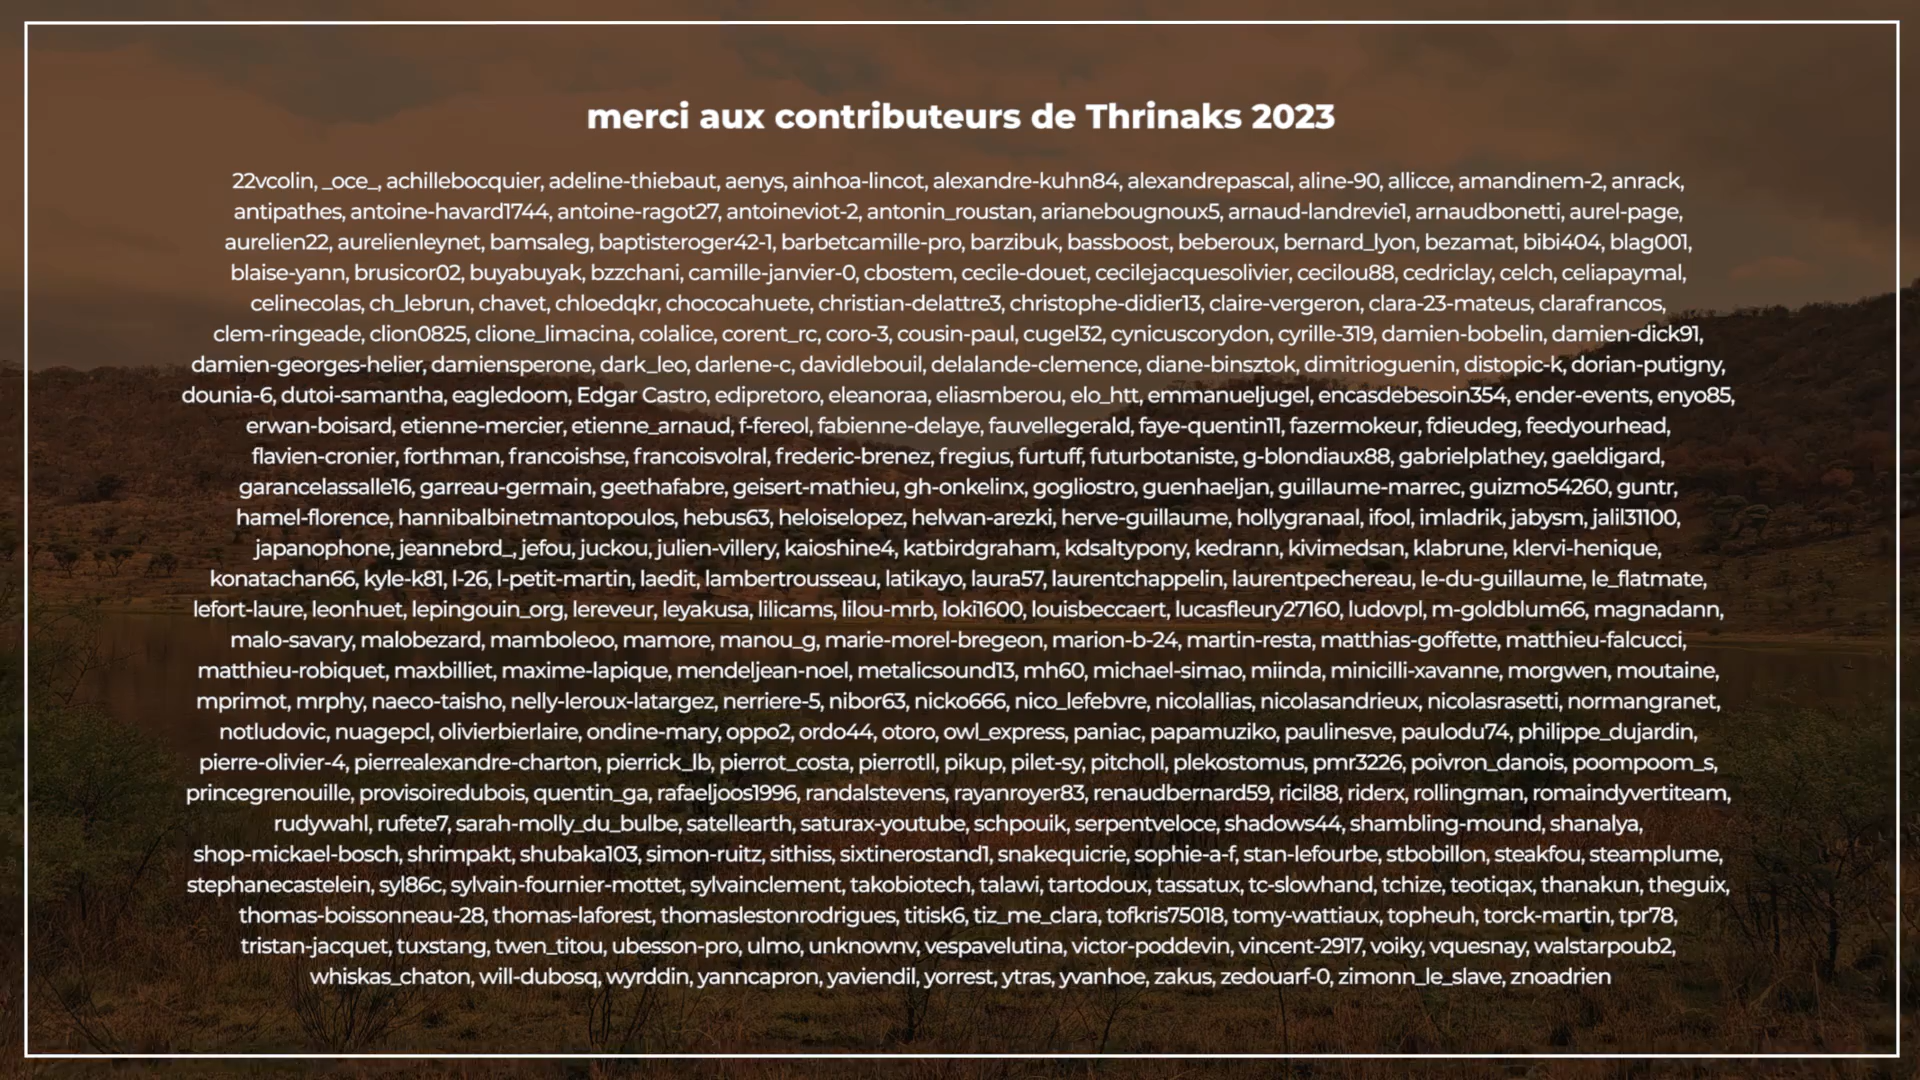 merci aux contributeurs de Thrinaks 2023
22vcolin, _oce_, achillebocquier, adeline-thiebaut, aenys, ainhoa-lincot, alexandre-kuhn84, alexandrepascal, aline-90, allicce, amandinem-2, anrack,
antipathes, antoine-havard1744, antoine-ragot27, antoineviot-2, antonin_roustan, arianebougnoux5, arnaud-landrevie1, arnaudbonetti, aurel-page,
aurelien22, aurelienleynet, bamsaleg, baptisteroger42-1, barbetcamille-pro, barzibuk, bassboost, beberoux, bernard_lyon, bezamat, bibi404, blag001,
blaise-yann, brusicor02, buyabuyak, bzzchani, camille-janvier-0, cbostem, cecile-douet, cecilejacquesolivier, cecilou88, cedriclay, celch, celiapaymal,
celinecolas, ch_lebrun, chavet, chloedqkr, chococahuete, christian-delattre3, christophe-didier13, claire-vergeron, clara-23-mateus, clarafrancos,
clem-ringeade, clion0825, clione_limacina, colalice, corent_rc, coro-3, cousin-paul, cugel32, cynicuscorydon, cyrille-319, damien-bobelin, damien-dick91,
damien-georges-helier, damiensperone, dark_leo, darlene-c, davidlebouil, delalande-clemence, diane-binsztok, dimitrioguenin, distopic-k, dorian-putigny,
dounia-6, dutoi-samantha, eagledoom, Edgar Castro, edipretoro, eleanoraa, eliasmberou, elo_htt, emmanueljugel, encasdebesoin354, ender-events, enyo85,
erwan-boisard, etienne-mercier, etienne_arnaud, f-fereol, fabienne-delaye, fauvellegerald, faye-quentin11, fazermokeur, fdieudeg, feedyourhead,
flavien-cronier, forthman, francoishse, francoisvolral, frederic-brenez, fregius, furtuff, futurbotaniste, g-blondiaux88, gabrielplathey, gaeldigard,
garancelassalle16, garreau-germain, geethafabre, geisert-mathieu, gh-onkelinx, gogliostro, guenhaeljan, guillaume-marrec, guizmo54260, guntr,
hamel-florence, hannibalbinetmantopoulos, hebus63, heloiselopez, helwan-arezki, herve-guillaume, hollygranaal, ifool, imladrik, jabysm, jalil31100,
japanophone, jeannebrd_, jefou, juckou, julien-villery, kaioshine4, katbirdgraham, kdsaltypony, kedrann, kivimedsan, klabrune, klervi-henique,
konatachan66, kyle-k81, l-26, l-petit-martin, laedit, lambertrousseau, latikayo, laura57, laurentchappelin, laurentpechereau, le-du-guillaume, le_flatmate,
lefort-laure, leonhuet, lepingouin_org, lereveur, leyakusa, lilicams, lilou-mrb, loki1600, louisbeccaert, lucasfleury27160, ludovpl, m-goldblum66, magnadann,
malo-savary, malobezard, mamboleoo, mamore, manou_g, marie-morel-bregeon, marion-b-24, martin-resta, matthias-goffette, matthieu-falcucci,
matthieu-robiquet, maxbilliet, maxime-lapique, mendeljean-noel, metalicsound13, mh60, michael-simao, miinda, minicilli-xavanne, morgwen, moutaine,
mprimot, mrphy, naeco-taisho, nelly-leroux-latargez, nerriere-5, nibor63, nicko666, nico_lefebvre, nicolallias, nicolasandrieux, nicolasrasetti, normangranet,
notludovic, nuagepcl, olivierbierlaire, ondine-mary, oppo2, ordo44, otoro, owl_express, paniac, papamuziko, paulinesve, paulodu74, philippe_dujardin,
pierre-olivier-4, pierrealexandre-charton, pierrick_lb, pierrot_costa, pierrotll, pikup, pilet-sy, pitcholl, plekostomus, pmr3226, poivron_danois, poompoom_s,
princegrenouille, provisoiredubois, quentin_ga, rafaeljoos1996, randalstevens, rayanroyer83, renaudbernard59, ricil88, riderx, rollingman, romaindyvertiteam,
rudywahl, rufete7, sarah-molly_du_bulbe, satellearth, saturax-youtube, schpouik, serpentveloce, shadows44, shambling-mound, shanalya,
shop-mickael-bosch, shrimpakt, shubaka103, simon-ruitz, sithiss, sixtinerostand1, snakequicrie, sophie-a-f, stan-lefourbe, stbobillon, steakfou, steamplume,
stephanecastelein, syl86c, sylvain-fournier-mottet, sylvainclement, takobiotech, talawi, tartodoux, tassatux, tc-slowhand, tchize, teotiqax, thanakun, theguix,
thomas-boissonneau-28, thomas-laforest, thomaslestonrodrigues, titisk6, tiz_me_clara, tofkris75018, tomy-wattiaux, topheuh, torck-martin, tpr78,
tristan-jacquet, tuxstang, twen_titou, ubesson-pro, ulmo, unknownv, vespavelutina, victor-poddevin, vincent-2917, voiky, vquesnay, walstarpoub2,
whiskas_chaton, will-dubosq, wyrddin, yanncapron, yaviendil, yorrest, ytras, yvanhoe, zakus, zedouarf-0, zimonn_le_slave, znoadrien